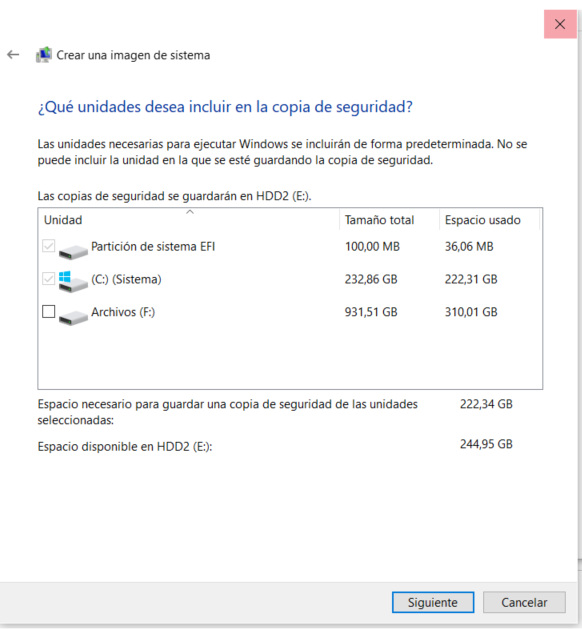 Crear una imagen de sistema
¿Qué unidades desea incluir en la copia de seguridad?
Las unidades necesarias para ejecutar Windows se incluirán de forma predeterminada. No se
puede incluir la unidad en la que se esté guardando la copia de seguridad.
Las copias de seguridad se guardarán en HDD2 (E:).
Unidad Tamaño total Espacio usado
Partición de sistema EFI 100,00 MB 36,06 MB
(C:) (Sistema) 232,86 GB 222,31 GB
Archivos (F:) 931,51 GB 310,01 GB
Espacio necesario para guardar una copia de seguridad de las unidades 222,34 GB
seleccionadas:
Espacio disponible en HDD2 (E:): 244,95 GB
Siguiente Cancelar